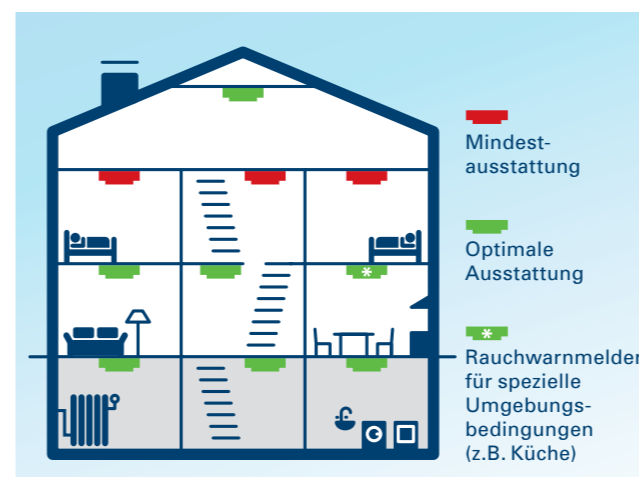 Mindest-
ausstattung
Optimale
Ausstattung
Rauchwarnmelder
für spezielle
Umgebungs-
bedingungen
(z.B. Küche)